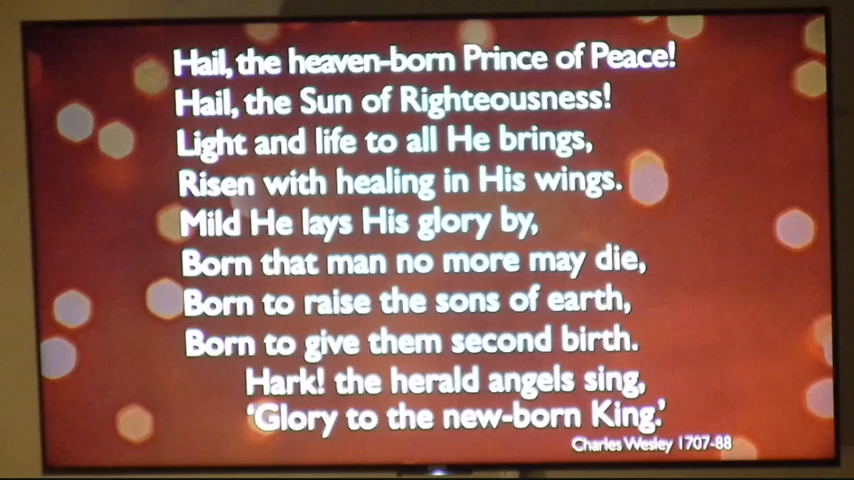 Hail, the heaven-born Prince of Peace!
Hail, the Sun of Righteousness!
Light and life to all He brings,
Risen with healing in His wings.
Mild He lays His glory by,
Born that man no more may die,
Born to raise the sons of earth,
Born to give them second birth.
Hark! the herald angels sing,
‘Glory to the new-born King.’
Charles Wesley 1707-88